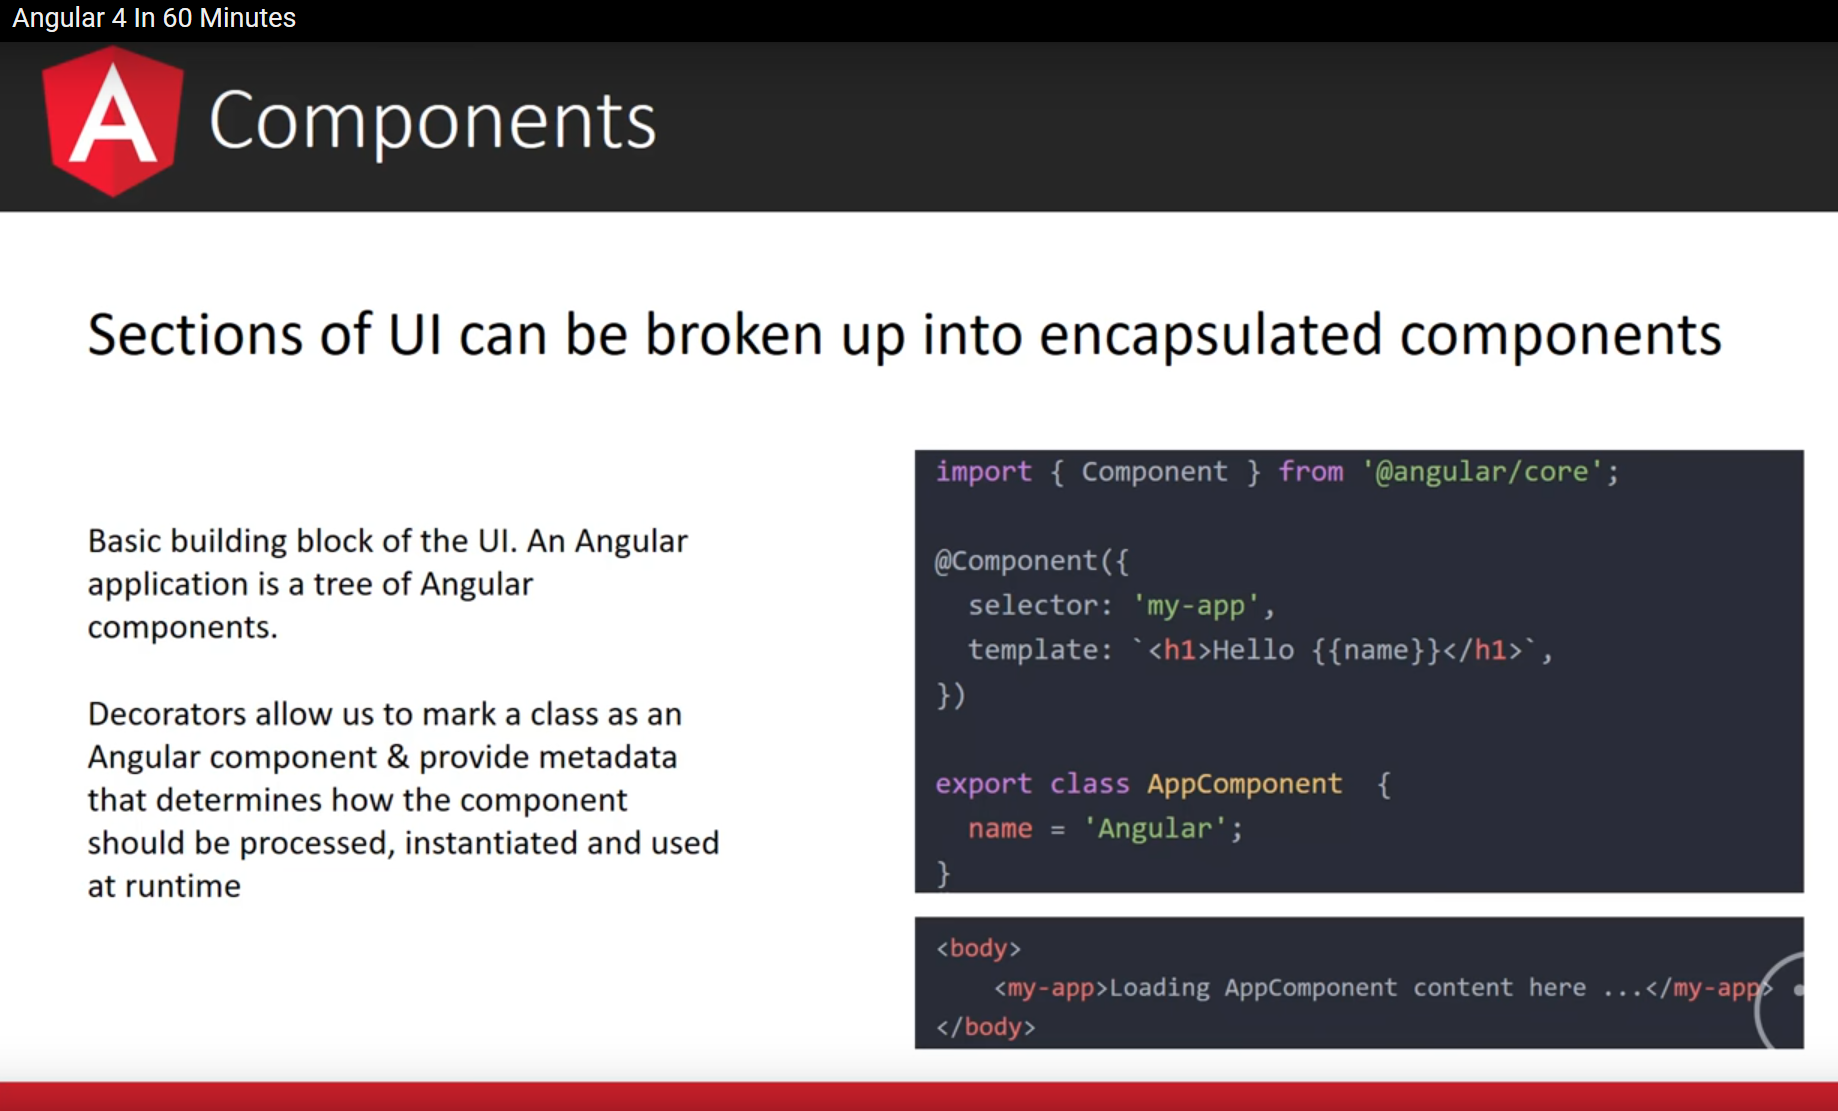 Angular 4 In 60 Minutes
A Components
Sections of UI can be broken up into encapsulated components
Basic building block of the UI. An Angular
application is a tree of Angular
components.
Decorators allow us to mark a class as an
Angular component & provide metadata
that determines how the component
should be processed, instantiated and used
at runtime
import { Component } from '@angular/core';
@Component({
  selector: 'my-app',
  template: `<h1>Hello {{name}}</h1>`,
})
export class AppComponent  {
  name = 'Angular';
}
<body>
    <my-app>Loading AppComponent content here ...</my-app>
</body>